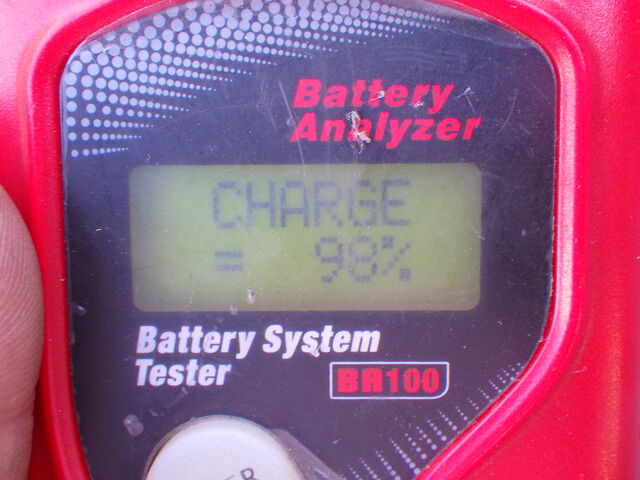 Battery
Analyzer
CHARGE
= 98%
Battery System
Tester
BA100